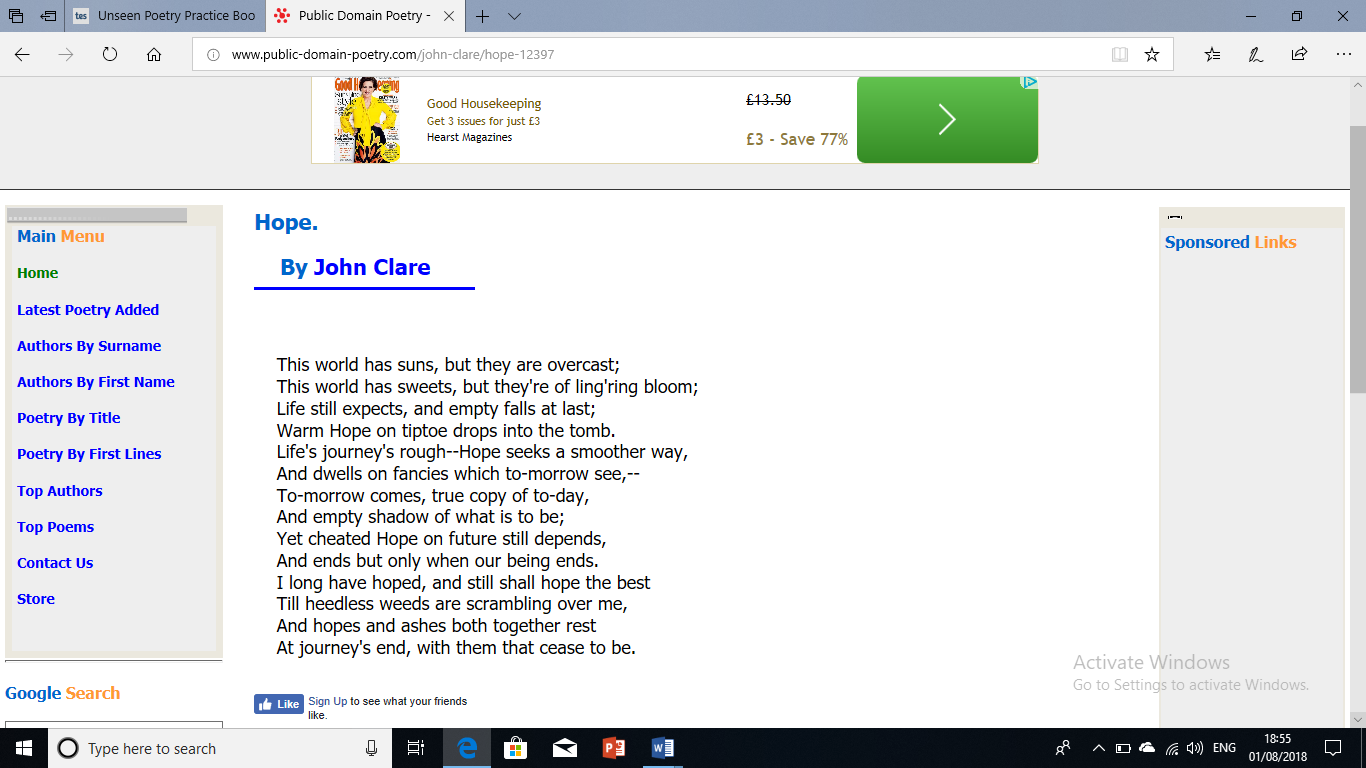 tes Unseen Poetry Practice Boo
Public Domain Poetry -
www.public-domain-poetry.com/john-clare/hope-12397
Good Housekeeping
Get 3 issues for just £3
Hearst Magazines
£13.50
£3 - Save 77%
Main Menu
Home
Latest Poetry Added
Authors By Surname
Authors By First Name
Poetry By Title
Poetry By First Lines
Top Authors
Top Poems
Contact Us
Store
Google Search
Hope.
By John Clare
This world has suns, but they are overcast;
This world has sweets, but they're of ling'ring bloom;
Life still expects, and empty falls at last;
Warm Hope on tiptoe drops into the tomb.
Life's journey's rough--Hope seeks a smoother way,
And dwells on fancies which to-morrow see,--
To-morrow comes, true copy of to-day,
And empty shadow of what is to be;
Yet cheated Hope on future still depends,
And ends but only when our being ends.
I long have hoped, and still shall hope the best
Till heedless weeds are scrambling over me,
And hopes and ashes both together rest
At journey's end, with them that cease to be.
Like Sign Up to see what your friends
like.
Sponsored Links
Activate Windows
Go to Settings to activate Windows.
Type here to search
ENG
18:55
01/08/2018